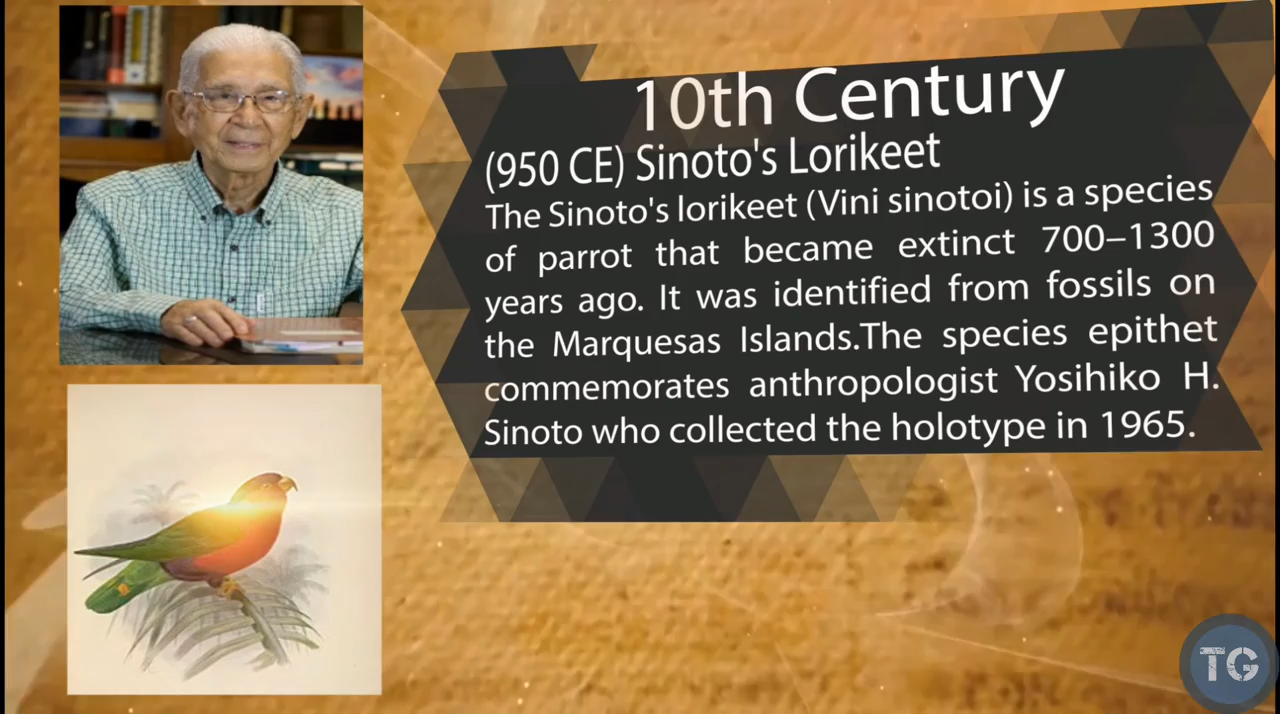 10th Century
(950 CE) Sinoto's Lorikeet
The Sinoto's lorikeet (Vini sinotoi) is a species
of parrot that became extinct 700–1300
years ago. It was identified from fossils on
the Marquesas Islands.The species epithet
commemorates anthropologist Yosihiko H.
Sinoto who collected the holotype in 1965.
TG